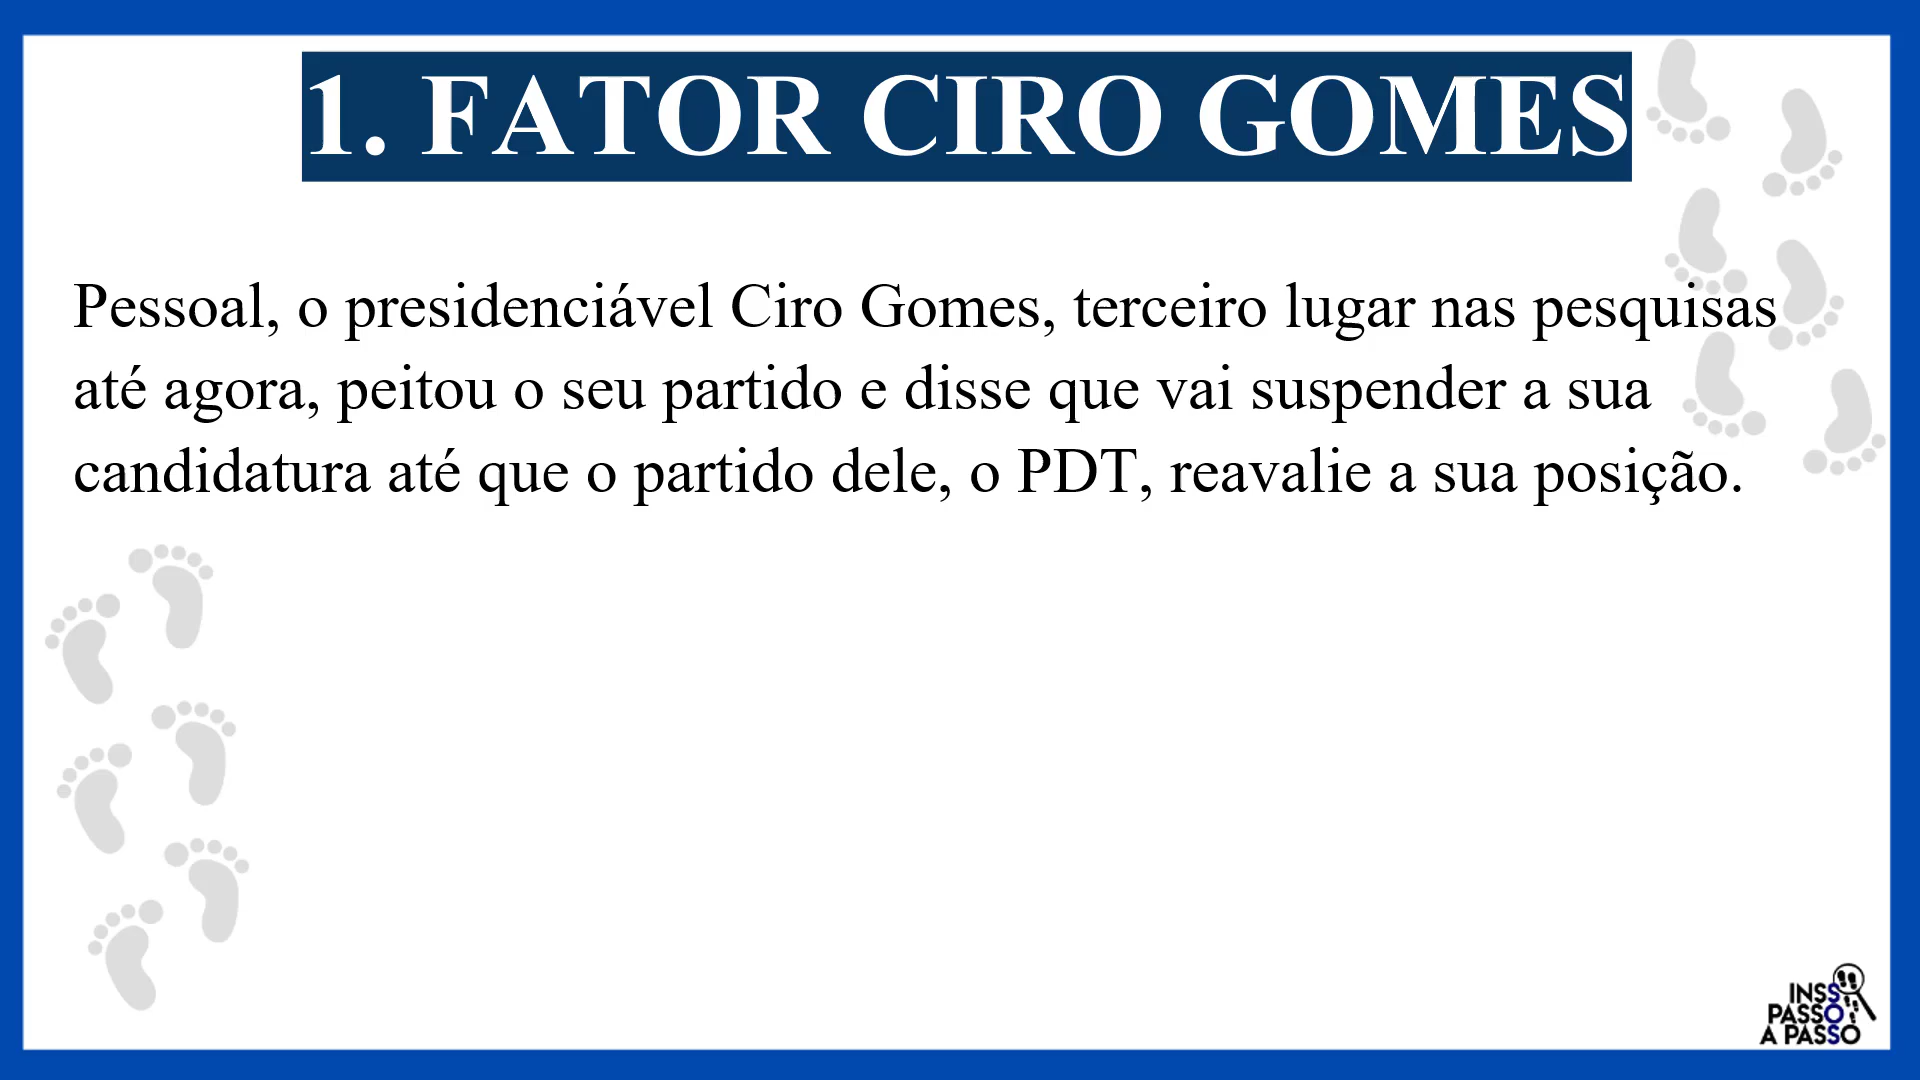 1. FATOR CIRO GOMES
Pessoal, o presidenciável Ciro Gomes, terceiro lugar nas pesquisas
até agora, peitou o seu partido e disse que vai suspender a sua
candidatura até que o partido dele, o PDT, reavalie a sua posição.
INSS
PASSO
A PASSO